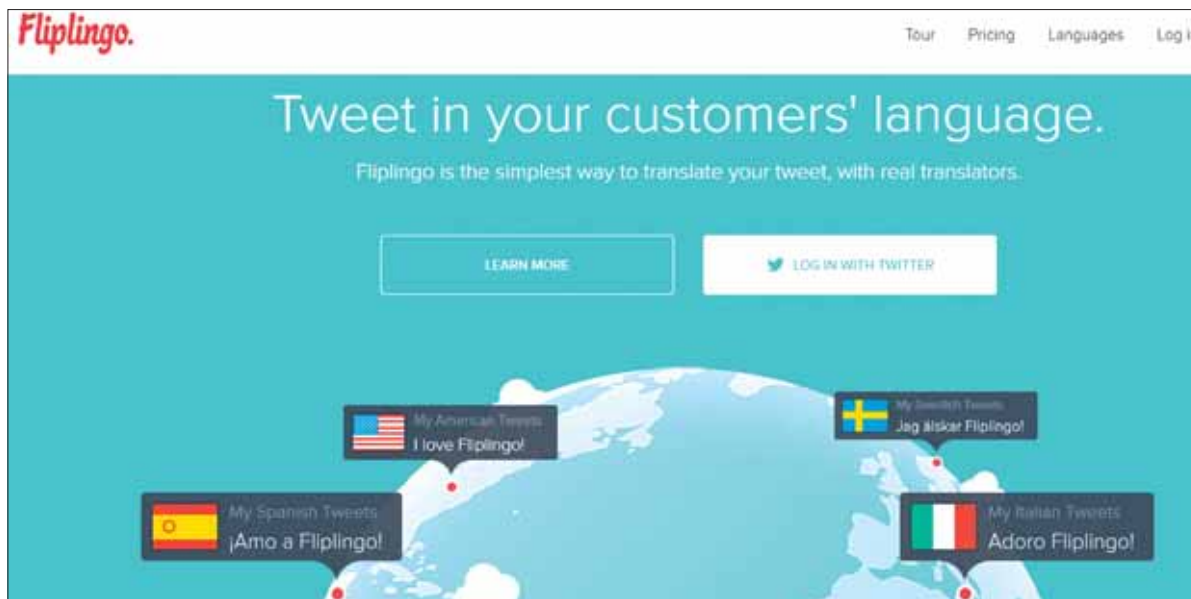 Fliplingo.
Tour Pricing Languages Log i
Tweet in your customers' language.
Fliplingo is the simplest way to translate your tweet, with real translators.
LEARN MORE
LOG IN WITH TWITTER
My American Tweets
I love Fliplingo!
My Swedish Tweets
Jag älskar Fliplingo!
My Spanish Tweets
¡Amo a Fliplingo!
My Italian Tweets
Adoro Fliplingo!